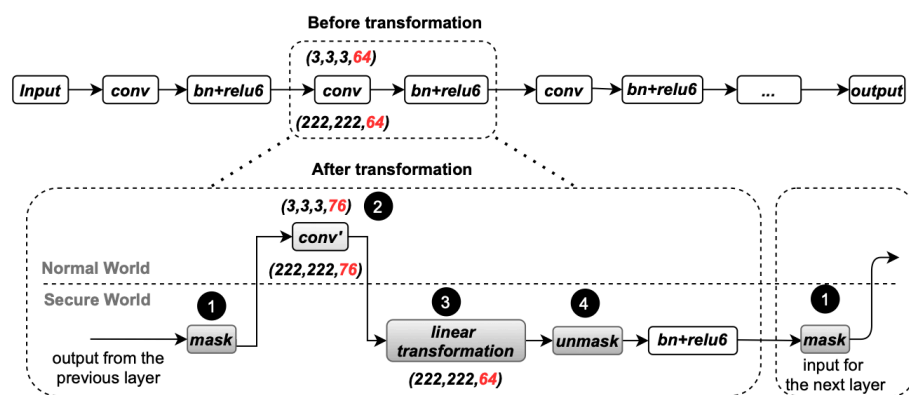 Before transformation
(3,3,3,64)
Input
conv
bn+relu6
conv
bn+relu6
conv
bn+relu6
...
output
(222,222,64)
After transformation
(3,3,3,76)
2
conv'
Normal World
(222,222,76)
Secure World
1
3
4
1
mask
linear
transformation
unmask
bn+relu6
mask
output from the
previous layer
(222,222,64)
input for
the next layer